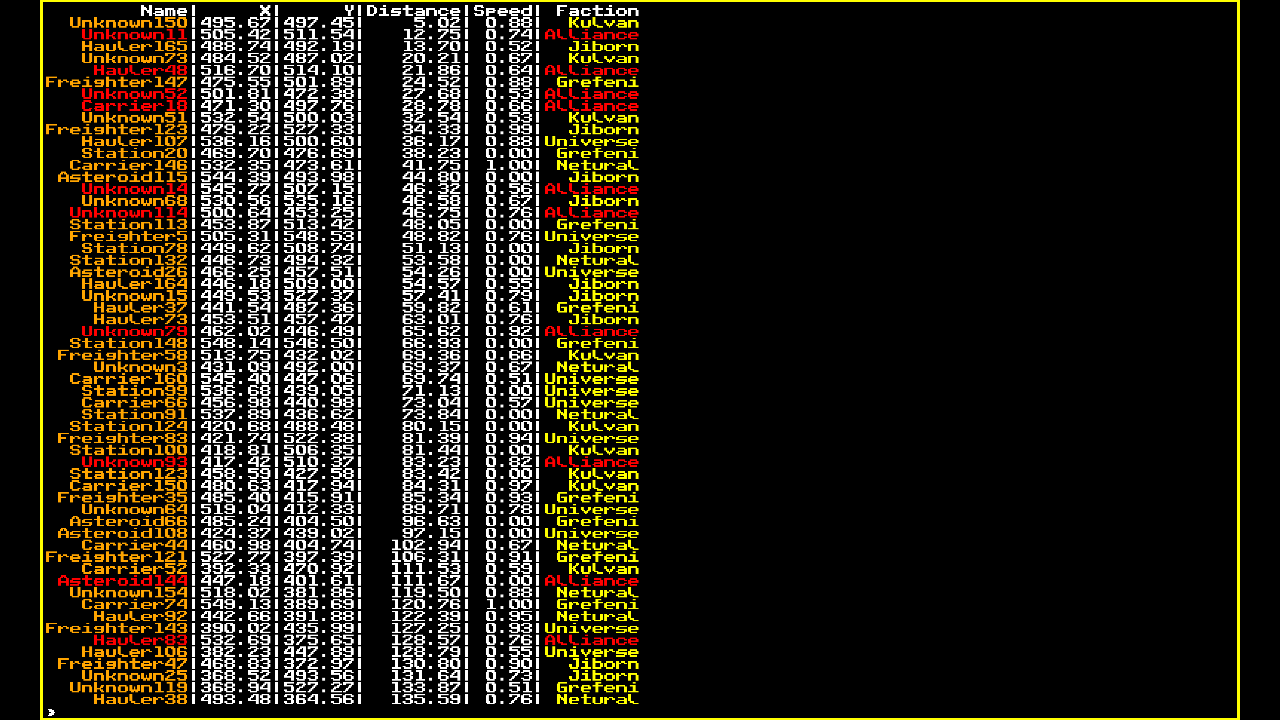 Name| X| Y|Distance|Speed| Faction
Unknown150|495.67|497.45| 5.02| 0.88| Kulvan
Unknown11|505.42|511.54| 12.75| 0.74|Alliance
Hauler165|488.74|492.19| 13.70| 0.52| Jiborn
Unknown73|484.52|487.02| 20.21| 0.67| Kulvan
Hauler48|516.70|514.10| 21.86| 0.64|Alliance
Freighter147|475.55|501.89| 24.52| 0.88| Grefeni
Unknown52|501.81|472.38| 27.68| 0.53|Alliance
Carrier18|471.30|497.76| 28.78| 0.66|Alliance
Unknown51|532.54|500.03| 32.54| 0.53| Kulvan
Freighter123|479.22|527.33| 34.33| 0.99| Jiborn
Hauler107|536.16|500.60| 36.17| 0.88|Universe
Station20|469.70|476.69| 38.23| 0.00| Grefeni
Carrier146|532.35|473.61| 41.75| 1.00| Netural
Asteroid115|544.39|493.98| 44.80| 0.00| Jiborn
Unknown14|545.77|507.15| 46.32| 0.56|Alliance
Unknown68|530.56|535.16| 46.58| 0.67| Jiborn
Unknown114|500.64|453.25| 46.75| 0.76|Alliance
Station113|453.87|513.42| 48.05| 0.00| Grefeni
Freighter5|505.31|548.53| 48.82| 0.76|Universe
Station78|449.62|508.74| 51.13| 0.00| Jiborn
Station132|446.73|494.32| 53.58| 0.00| Netural
Asteroid26|466.25|457.51| 54.26| 0.00|Universe
Hauler164|446.18|509.00| 54.57| 0.55| Jiborn
Unknown15|449.53|527.37| 57.41| 0.79| Jiborn
Hauler37|441.54|487.36| 59.82| 0.61| Grefeni
Hauler73|453.51|457.47| 63.01| 0.76| Jiborn
Unknown79|462.02|446.49| 65.62| 0.92|Alliance
Station148|548.14|546.50| 66.93| 0.00| Grefeni
Freighter58|513.75|432.02| 69.36| 0.66| Kulvan
Unknown3|431.09|492.00| 69.37| 0.67| Netural
Carrier160|545.40|447.06| 69.74| 0.51|Universe
Station99|536.68|439.05| 71.13| 0.00|Universe
Carrier66|456.98|440.98| 73.04| 0.57|Universe
Station91|537.89|436.62| 73.84| 0.00| Netural
Station124|420.68|488.48| 80.15| 0.00| Kulvan
Freighter83|421.74|522.38| 81.39| 0.94|Universe
Station100|418.81|506.35| 81.44| 0.00| Kulvan
Unknown93|417.42|510.37| 83.23| 0.82|Alliance
Station123|458.59|427.58| 83.42| 0.00| Kulvan
Carrier150|480.53|417.94| 84.31| 0.97| Kulvan
Freighter35|485.40|415.91| 85.34| 0.93| Grefeni
Unknown64|519.04|412.33| 89.71| 0.78|Universe
Asteroid66|485.24|404.50| 96.63| 0.00| Grefeni
Asteroid108|424.37|439.02| 97.15| 0.00|Universe
Carrier44|460.98|404.74| 102.94| 0.67| Netural
Freighter121|527.97|397.39| 106.31| 0.91| Grefeni
Carrier52|392.33|470.92| 111.53| 0.59| Kulvan
Asteroid144|447.18|401.61| 111.67| 0.00|Alliance
Unknown154|518.02|381.86| 119.50| 0.88| Netural
Carrier74|549.13|389.69| 120.76| 1.00| Grefeni
Hauler92|442.66|391.88| 122.39| 0.95| Netural
Freighter143|380.07|455.85| 128.25| 0.93|Universe
Hauler83|532.69|375.65| 128.57| 0.76|Alliance
Hauler106|382.23|447.89| 128.79| 0.55|Universe
Freighter47|468.83|372.97| 130.80| 0.90| Jiborn
Unknown25|368.52|493.56| 131.64| 0.73| Jiborn
Unknown119|368.94|527.27| 133.87| 0.51| Grefeni
Hauler38|493.48|364.56| 135.59| 0.76| Netural
>